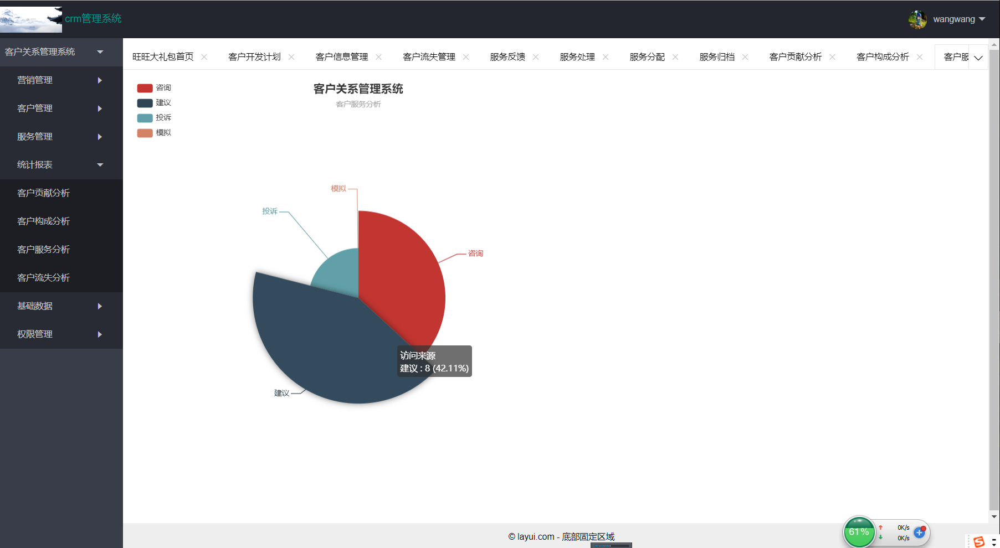 crm管理系统
wangwang
客户关系管理系统
营销管理
客户管理
服务管理
统计报表
客户贡献分析
客户构成分析
客户服务分析
客户流失分析
基础数据
权限管理
旺旺大礼包首页 客户开发计划 客户信息管理 客户流失管理 服务反馈 服务处理 服务分配 服务归档 客户贡献分析 客户构成分析 客户服
咨询
建议
投诉
模拟
客户关系管理系统
客户服务分析
模拟
投诉
咨询
建议
访问来源
建议 : 8 (42.11%)
© layui.com - 底部固定区域
61%
0K/s
0K/s